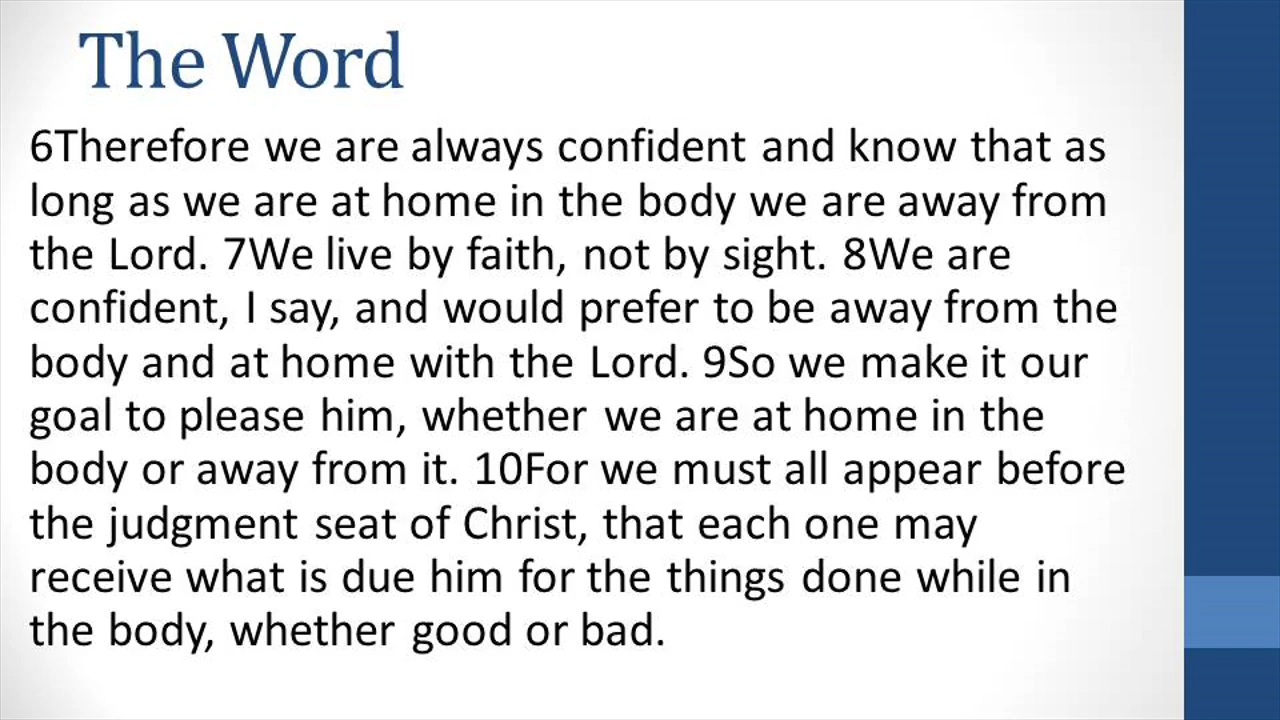 The Word
6Therefore we are always confident and know that as
long as we are at home in the body we are away from
the Lord. 7We live by faith, not by sight. 8We are
confident, I say, and would prefer to be away from the
body and at home with the Lord. 9So we make it our
goal to please him, whether we are at home in the
body or away from it. 10For we must all appear before
the judgment seat of Christ, that each one may
receive what is due him for the things done while in
the body, whether good or bad.